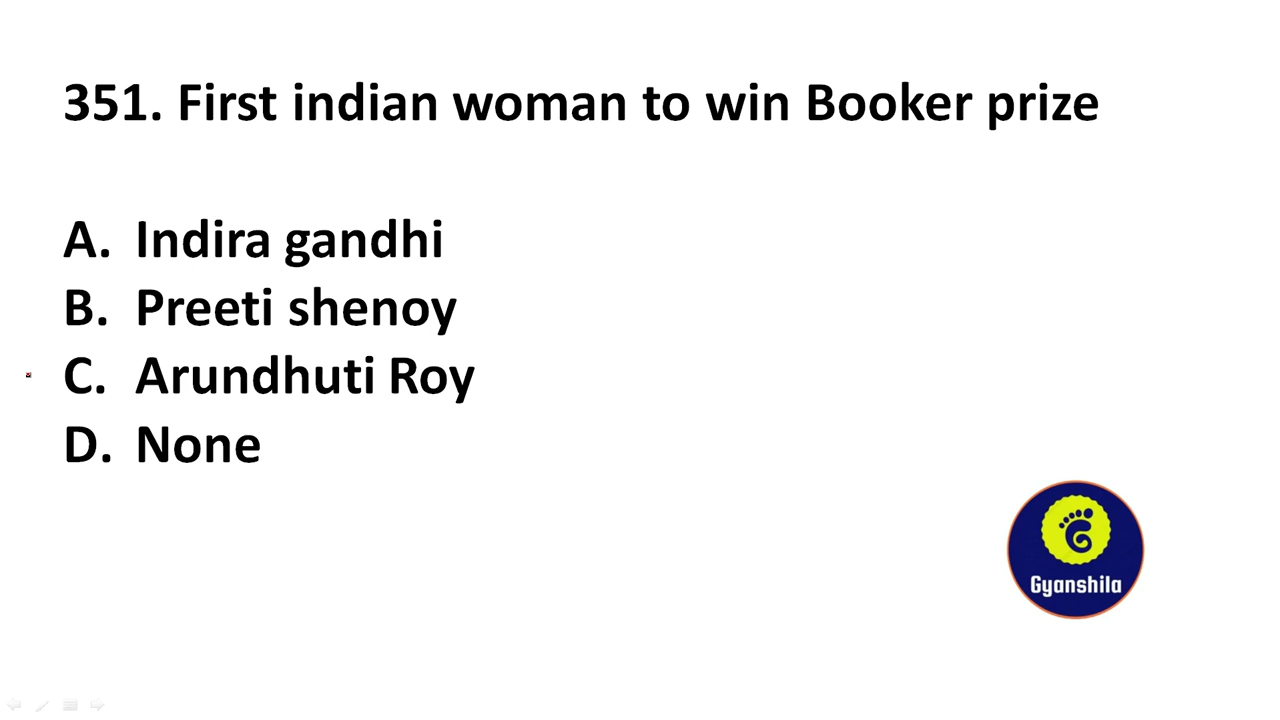 351. First indian woman to win Booker prize
A. Indira gandhi
B. Preeti shenoy
C. Arundhuti Roy
D. None
Gyanshila